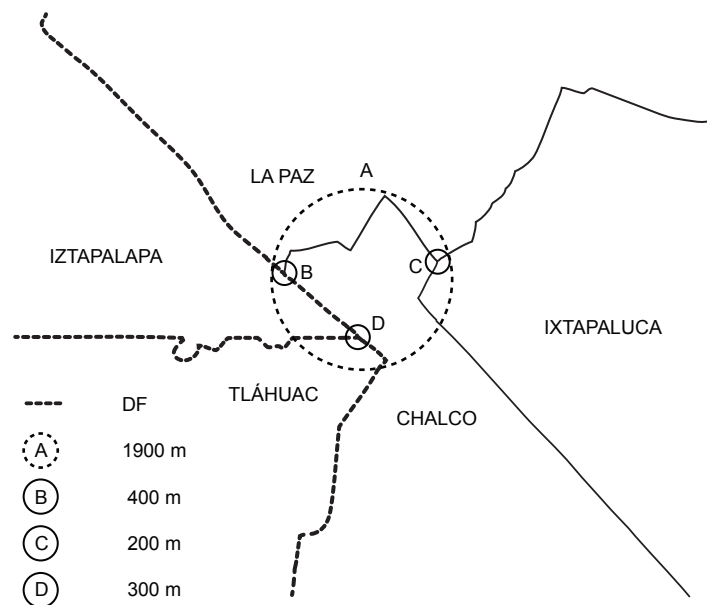 LA PAZ
A
IZTAPALAPA
B
C
D
IXTAPALUCA
TLÁHUAC
CHALCO
DF
A 1900 m
B 400 m
C 200 m
D 300 m